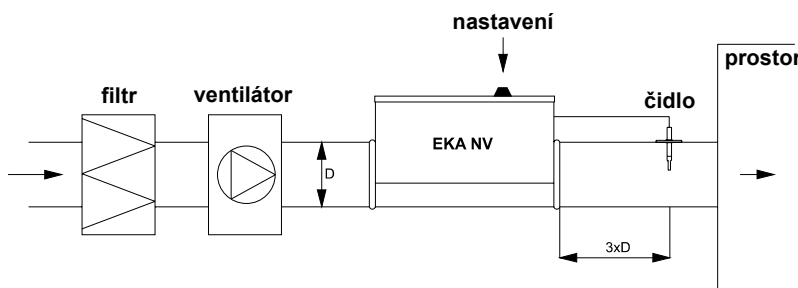 nastavení
prostor
filtr
ventilátor
čidlo
EKA NV
D
3xD